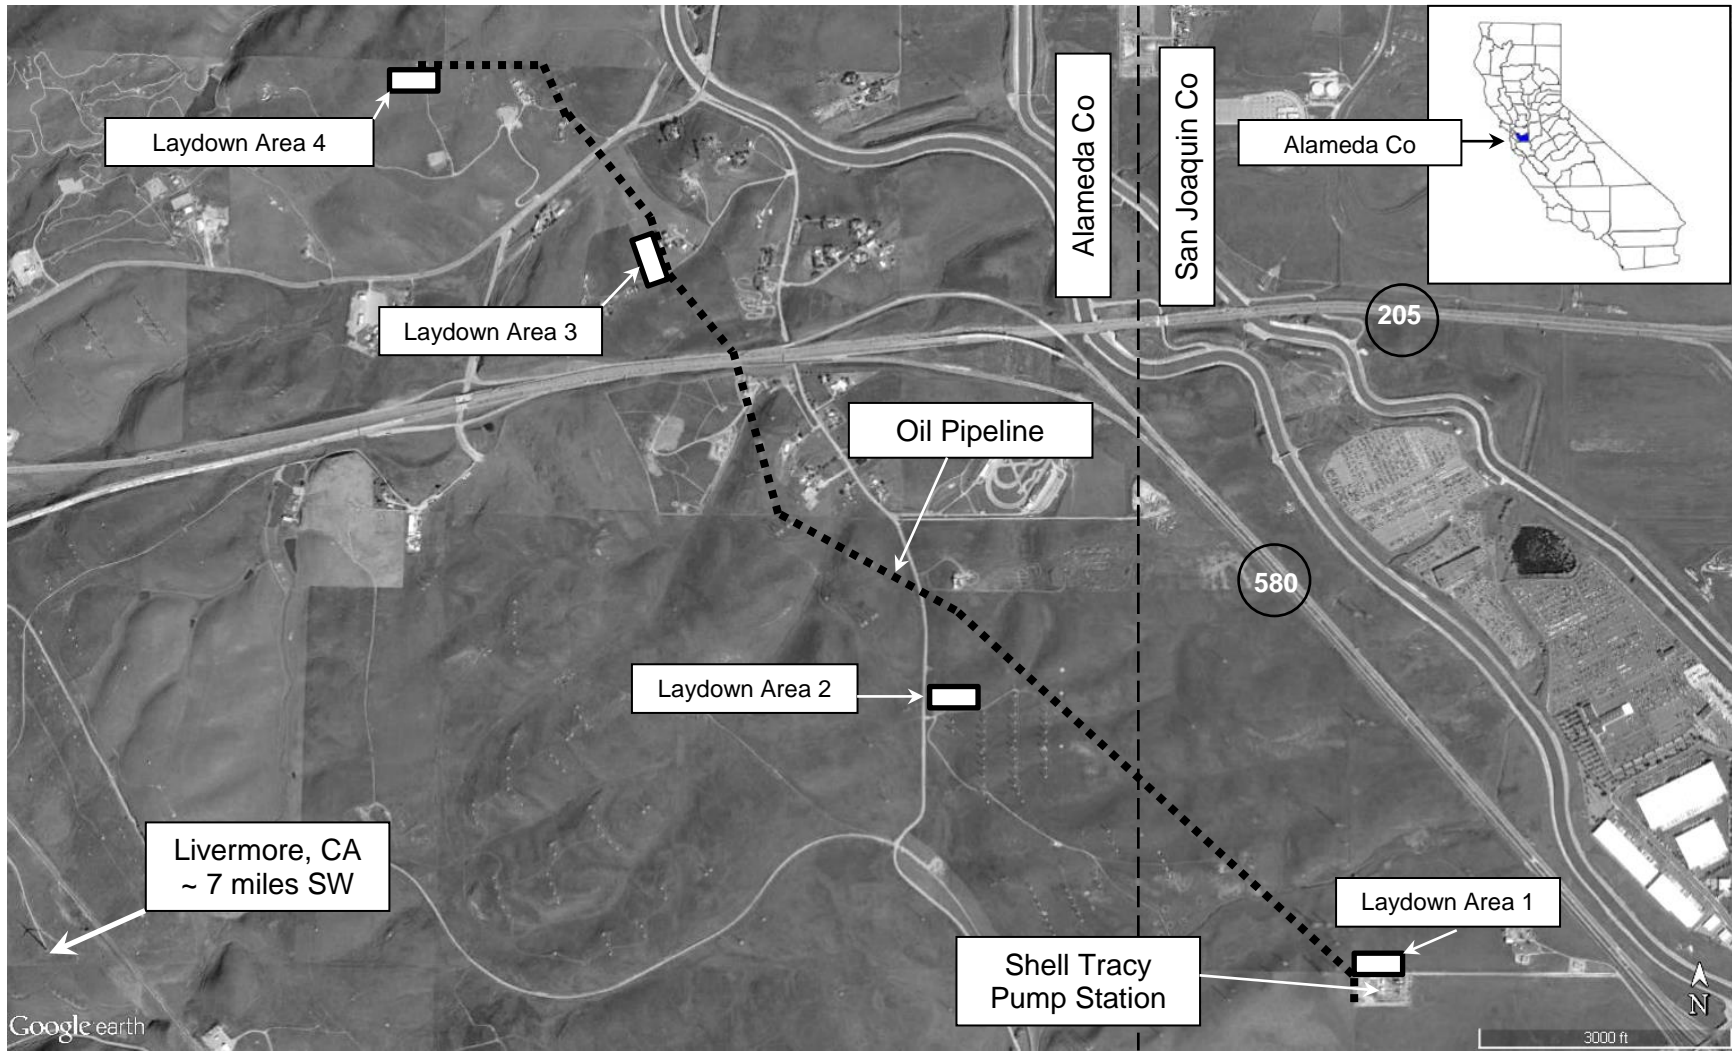 Laydown Area 4
Alameda Co
San Joaquin Co
Alameda Co
Laydown Area 3
205
Oil Pipeline
580
Laydown Area 2
Livermore, CA
~ 7 miles SW
Laydown Area 1
Shell Tracy
Pump Station
N
Google earth
3000 ft